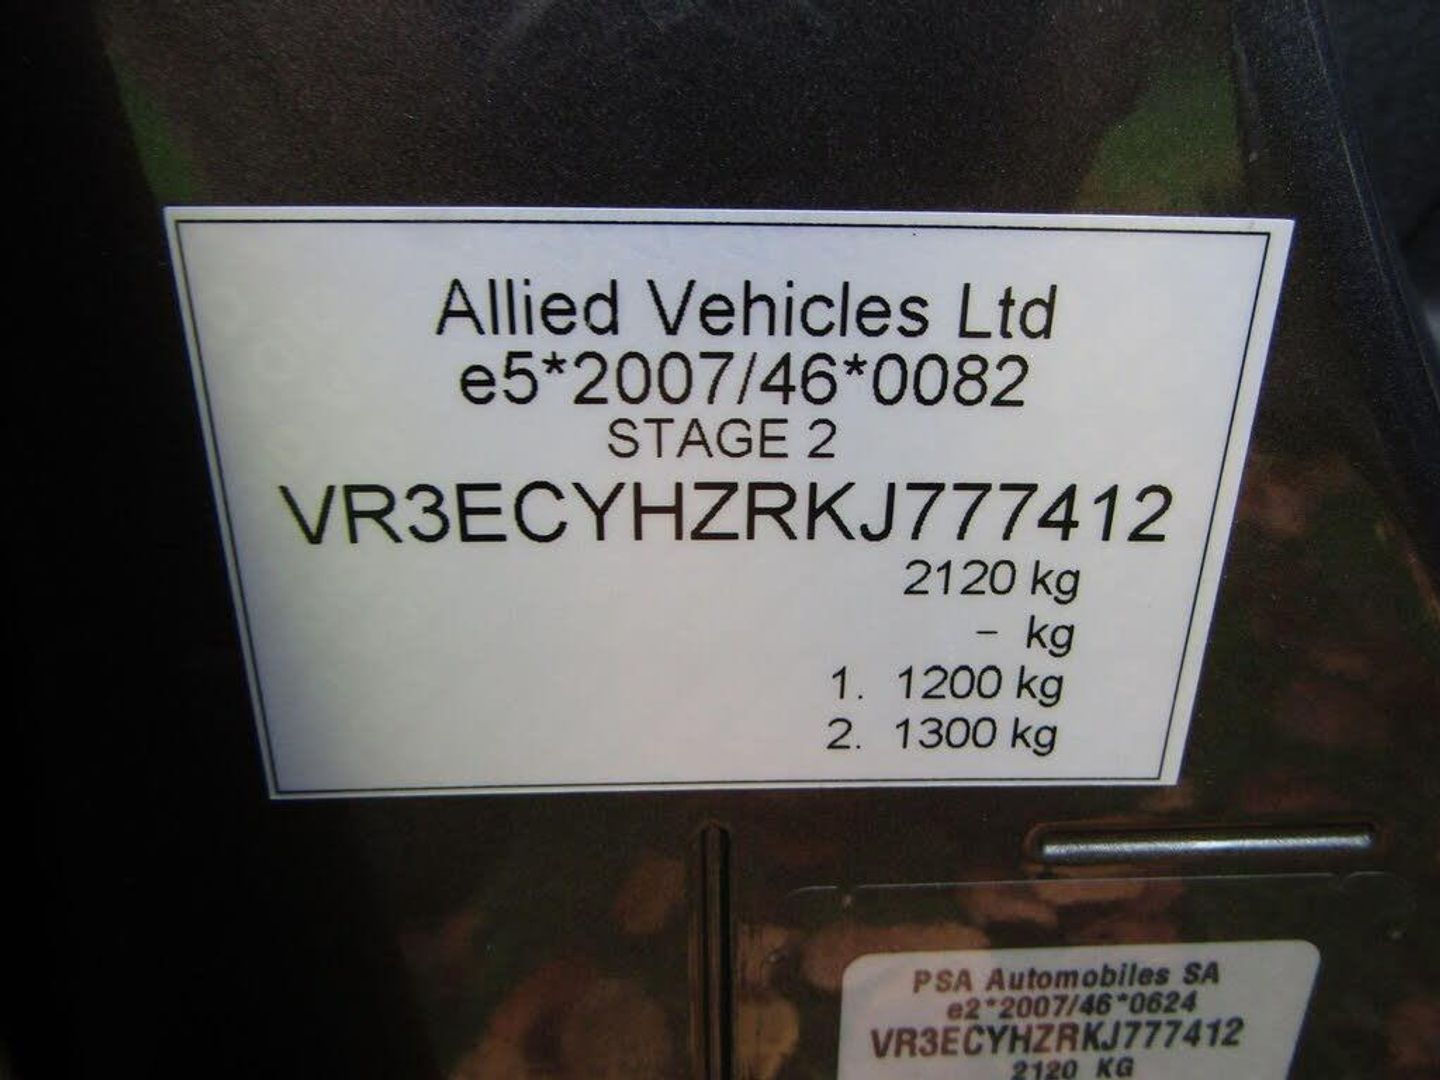 Allied Vehicles Ltd
e5*2007/46*0082
STAGE 2
VR3ECYHZRKJ777412
2120 kg
– kg
1. 1200 kg
2. 1300 kg
PSA Automobiles SA
e2*2007/46*0624
VR3ECYHZRKJ777412
2120 KG